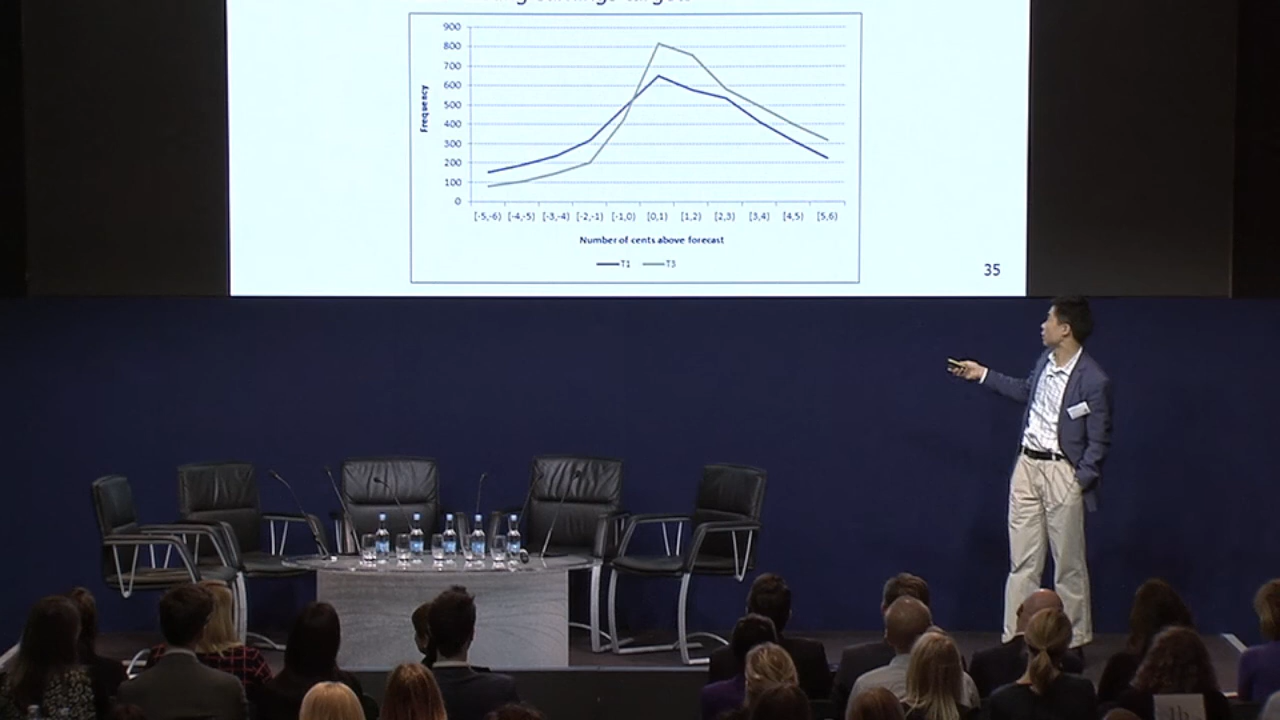 900
800
700
600
500
400
300
200
100
0
Frequency
[-5,-6) [-4,-5) [-3,-4) [-2,-1) [-1,0) [0,1) [1,2) [2,3) [3,4) [4,5) [5,6)
Number of cents above forecast
T1 T3
35